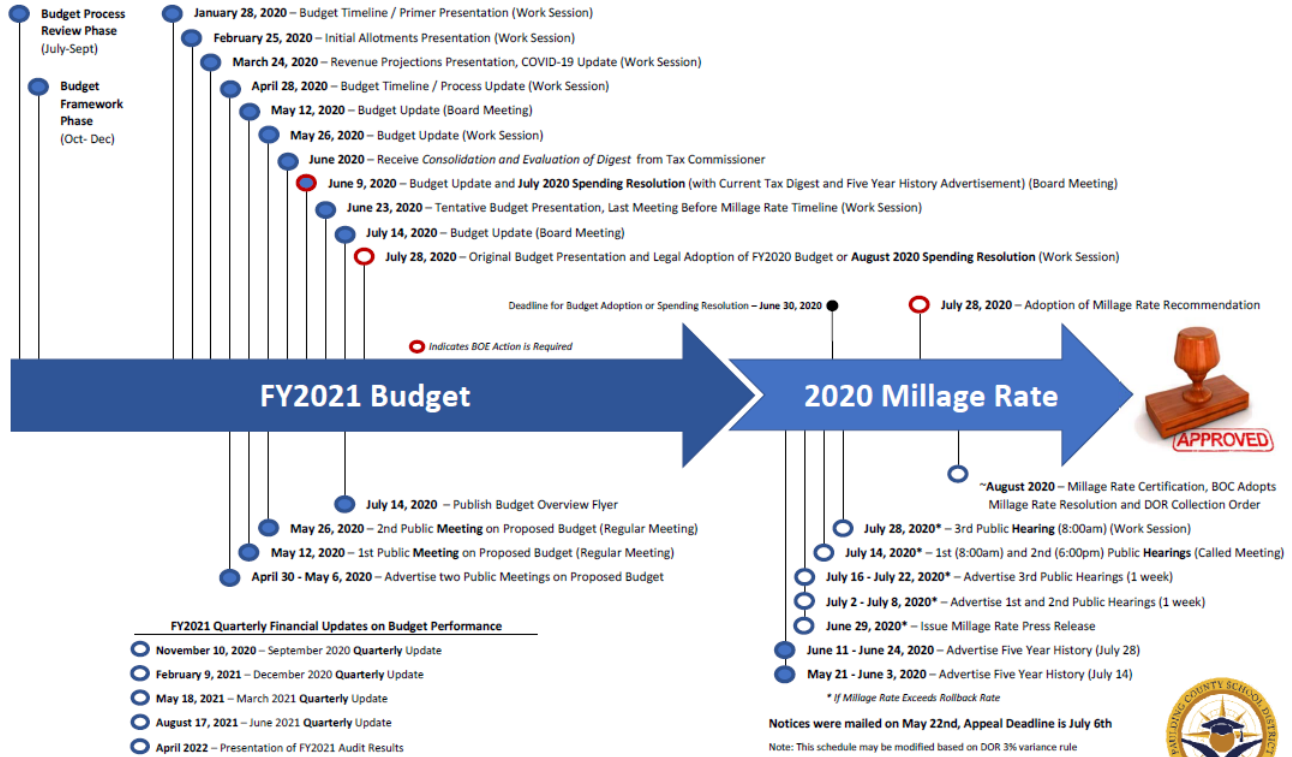 Budget Process
Review Phase
(July-Sept)
Budget
Framework
Phase
(Oct- Dec)
January 28, 2020 – Budget Timeline / Primer Presentation (Work Session)
February 25, 2020 – Initial Allotments Presentation (Work Session)
March 24, 2020 – Revenue Projections Presentation, COVID-19 Update (Work Session)
April 28, 2020 – Budget Timeline / Process Update (Work Session)
May 12, 2020 – Budget Update (Board Meeting)
May 26, 2020 – Budget Update (Work Session)
June 2020 – Receive Consolidation and Evaluation of Digest from Tax Commissioner
June 9, 2020 – Budget Update and July 2020 Spending Resolution (with Current Tax Digest and Five Year History Advertisement) (Board Meeting)
June 23, 2020 – Tentative Budget Presentation, Last Meeting Before Millage Rate Timeline (Work Session)
July 14, 2020 – Budget Update (Board Meeting)
July 28, 2020 – Original Budget Presentation and Legal Adoption of FY2020 Budget or August 2020 Spending Resolution (Work Session)
Deadline for Budget Adoption or Spending Resolution – June 30, 2020
July 28, 2020 – Adoption of Millage Rate Recommendation
Indicates BOE Action is Required
FY2021 Budget
2020 Millage Rate
APPROVED
July 14, 2020 – Publish Budget Overview Flyer
May 26, 2020 – 2nd Public Meeting on Proposed Budget (Regular Meeting)
May 12, 2020 – 1st Public Meeting on Proposed Budget (Regular Meeting)
April 30 - May 6, 2020 – Advertise two Public Meetings on Proposed Budget
~August 2020 – Millage Rate Certification, BOC Adopts
Millage Rate Resolution and DOR Collection Order
July 28, 2020* – 3rd Public Hearing (8:00am) (Work Session)
July 14, 2020* – 1st (8:00am) and 2nd (6:00pm) Public Hearings (Called Meeting)
July 16 - July 22, 2020* – Advertise 3rd Public Hearings (1 week)
July 2 - July 8, 2020* – Advertise 1st and 2nd Public Hearings (1 week)
June 29, 2020* – Issue Millage Rate Press Release
June 11 - June 24, 2020 – Advertise Five Year History (July 28)
May 21 - June 3, 2020 – Advertise Five Year History (July 14)
* If Millage Rate Exceeds Rollback Rate
Notices were mailed on May 22nd, Appeal Deadline is July 6th
Note: This schedule may be modified based on DOR 3% variance rule
FY2021 Quarterly Financial Updates on Budget Performance
November 10, 2020 – September 2020 Quarterly Update
February 9, 2021 – December 2020 Quarterly Update
May 18, 2021 – March 2021 Quarterly Update
August 17, 2021 – June 2021 Quarterly Update
April 2022 – Presentation of FY2021 Audit Results
PAULDING COUNTY SCHOOL DISTRICT